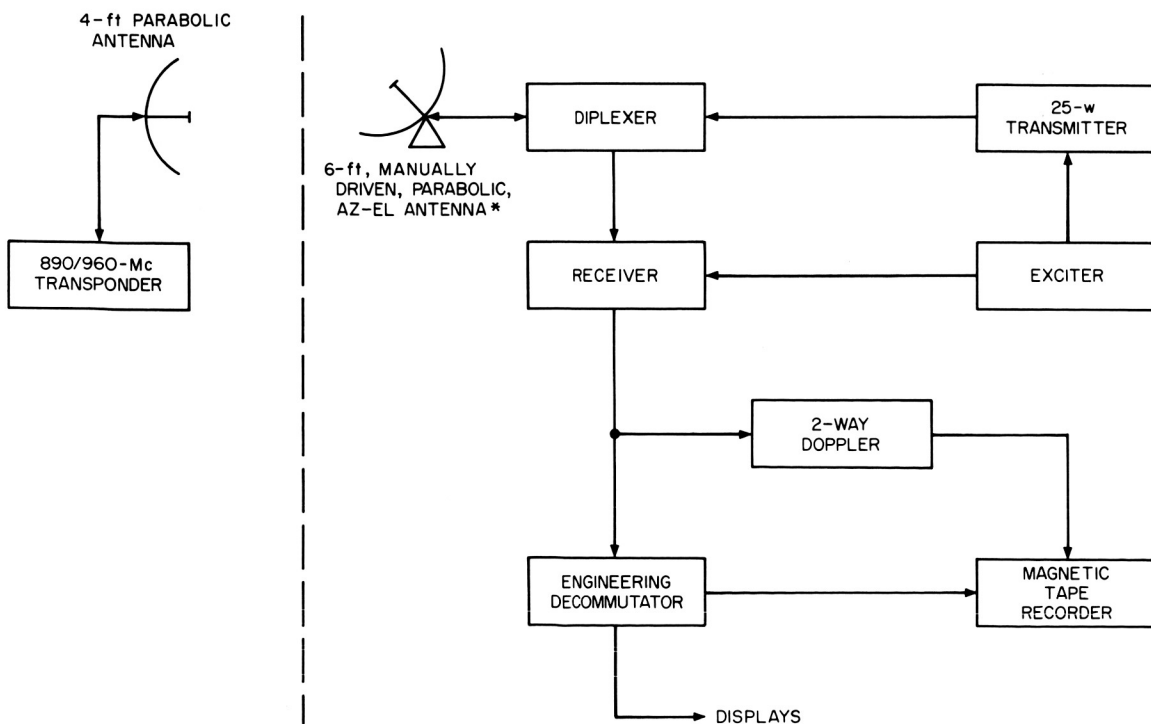 4-ft PARABOLIC
ANTENNA
890/960-Mc
TRANSPONDER
6-ft, MANUALLY
DRIVEN, PARABOLIC,
AZ-EL ANTENNA*
DIPLEXER
25-w
TRANSMITTER
RECEIVER
EXCITER
2-WAY
DOPPLER
ENGINEERING
DECOMMUTATOR
MAGNETIC
TAPE
RECORDER
DISPLAYS